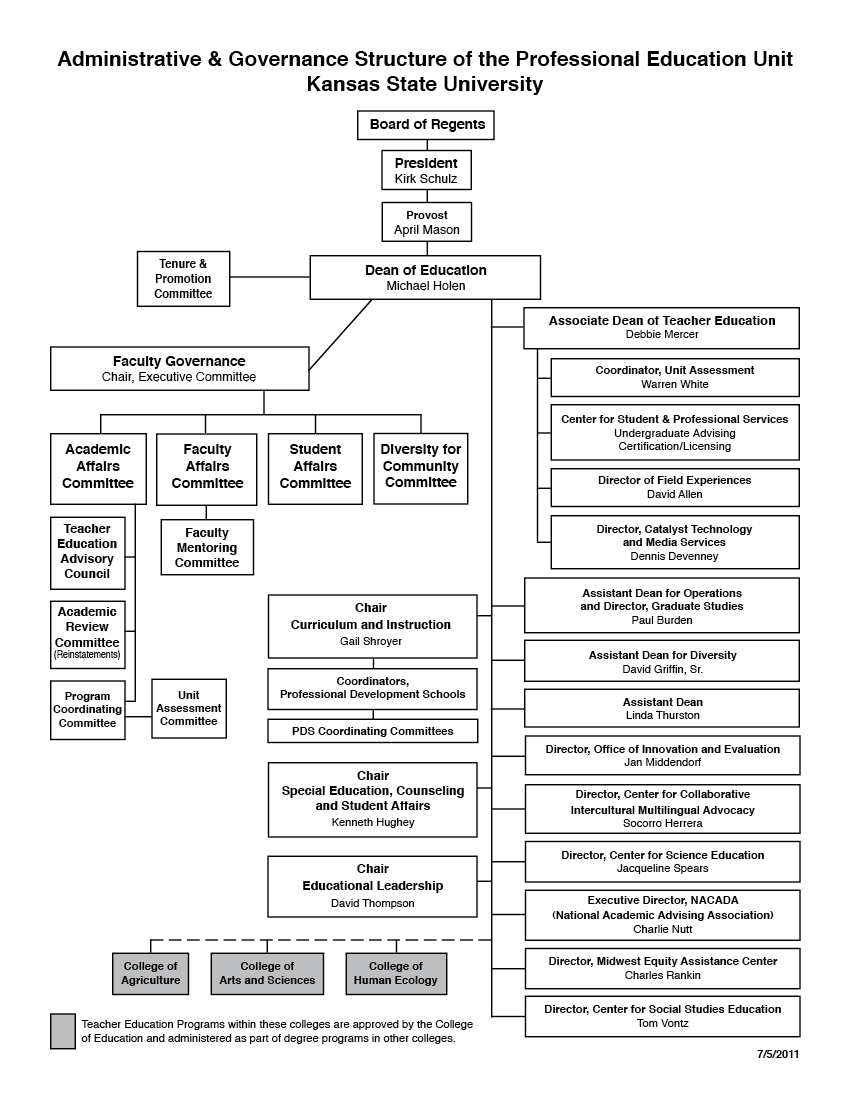 Administrative & Governance Structure of the Professional Education Unit
Kansas State University
Board of Regents
President
Kirk Schulz
Provost
April Mason
Tenure &
Promotion
Committee
Dean of Education
Michael Holen
Associate Dean of Teacher Education
Debbie Mercer
Faculty Governance
Chair, Executive Committee
Coordinator, Unit Assessment
Warren White
Center for Student & Professional Services
Undergraduate Advising
Certification/Licensing
Director of Field Experiences
David Allen
Director, Catalyst Technology
and Media Services
Dennis Devenney
Academic
Affairs
Committee
Faculty
Affairs
Committee
Student
Affairs
Committee
Diversity for
Community
Committee
Teacher
Education
Advisory
Council
Faculty
Mentoring
Committee
Academic
Review
Committee
(Reinstatements)
Program
Coordinating
Committee
Unit
Assessment
Committee
Chair
Curriculum and Instruction
Gail Shroyer
Coordinators,
Professional Development Schools
PDS Coordinating Committees
Chair
Special Education, Counseling
and Student Affairs
Kenneth Hughey
Chair
Educational Leadership
David Thompson
Assistant Dean for Operations
and Director, Graduate Studies
Paul Burden
Assistant Dean for Diversity
David Griffin, Sr.
Assistant Dean
Linda Thurston
Director, Office of Innovation and Evaluation
Jan Middendorf
Director, Center for Collaborative
Intercultural Multilingual Advocacy
Socorro Herrera
Director, Center for Science Education
Jacqueline Spears
Executive Director, NACADA
(National Academic Advising Association)
Charlie Nutt
Director, Midwest Equity Assistance Center
Charles Rankin
Director, Center for Social Studies Education
Tom Vontz
College of
Agriculture
College of
Arts and Sciences
College of
Human Ecology
Teacher Education Programs within these colleges are approved by the College
of Education and administered as part of degree programs in other colleges.
7/5/2011